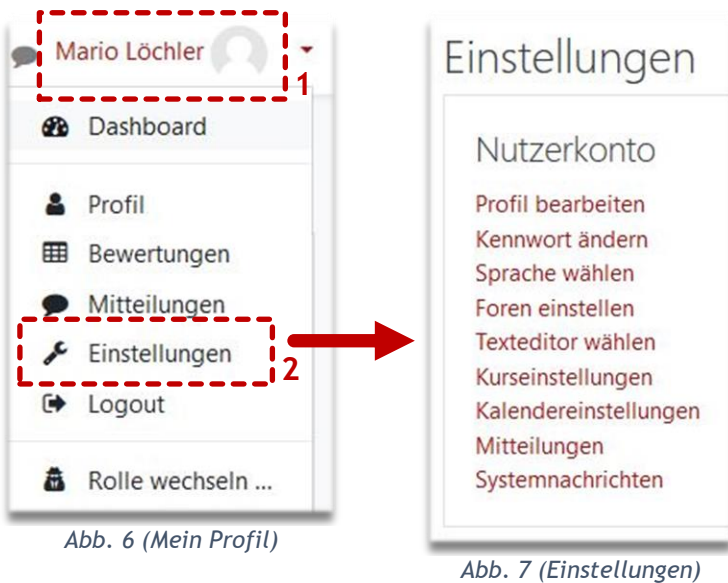 Mario Löchler
1
Dashboard
Profil
Bewertungen
Mitteilungen
Einstellungen
2
Logout
Rolle wechseln ...
Abb. 6 (Mein Profil)
Einstellungen
Nutzerkonto
Profil bearbeiten
Kennwort ändern
Sprache wählen
Foren einstellen
Texteditor wählen
Kurseinstellungen
Kalendereinstellungen
Mitteilungen
Systemnachrichten
Abb. 7 (Einstellungen)